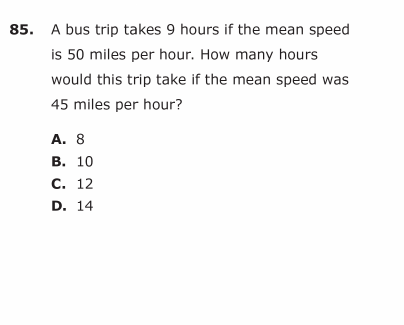 85. A bus trip takes 9 hours if the mean speed
is 50 miles per hour. How many hours
would this trip take if the mean speed was
45 miles per hour?
A. 8
B. 10
C. 12
D. 14